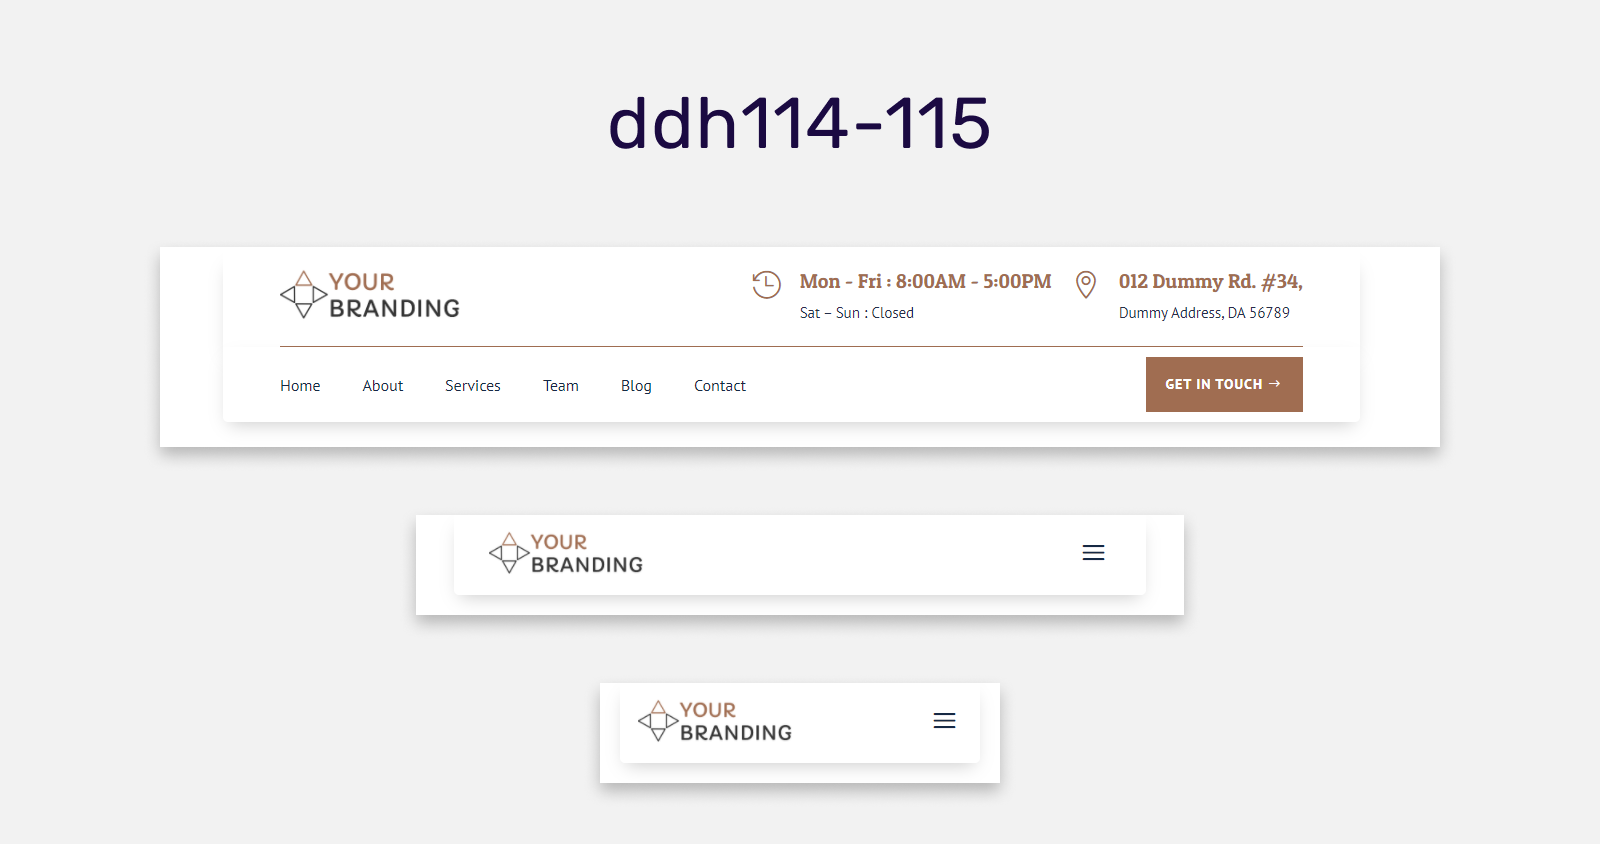 ddh114-115
YOUR
BRANDING
Mon - Fri : 8:00AM - 5:00PM
Sat – Sun : Closed
012 Dummy Rd. #34,
Dummy Address, DA 56789
Home About Services Team Blog Contact
GET IN TOUCH →
YOUR
BRANDING
YOUR
BRANDING